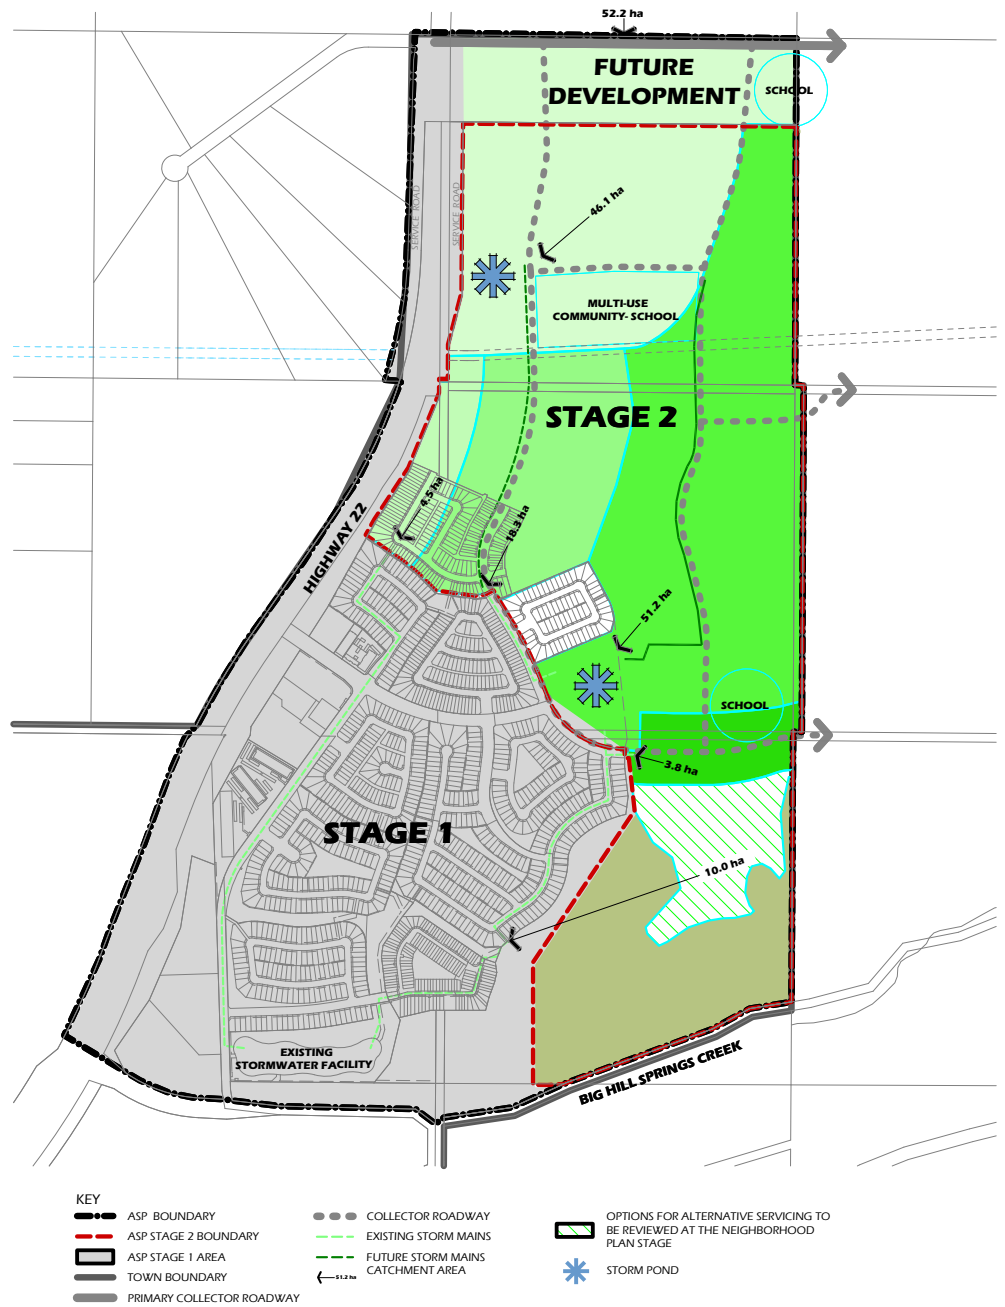 52.2 ha
FUTURE
DEVELOPMENT
SCHOOL
SERVICE ROAD
SERVICE ROAD
46.1 ha
MULTI-USE
COMMUNITY- SCHOOL
STAGE 2
4.5 ha
18.3 ha
HIGHWAY 22
51.2 ha
SCHOOL
3.8 ha
STAGE 1
10.0 ha
EXISTING
STORMWATER FACILITY
BIG HILL SPRINGS CREEK
KEY
ASP BOUNDARY
ASP STAGE 2 BOUNDARY
ASP STAGE 1 AREA
TOWN BOUNDARY
PRIMARY COLLECTOR ROADWAY
COLLECTOR ROADWAY
EXISTING STORM MAINS
FUTURE STORM MAINS
51.2 ha
CATCHMENT AREA
OPTIONS FOR ALTERNATIVE SERVICING TO
BE REVIEWED AT THE NEIGHBORHOOD
PLAN STAGE
STORM POND